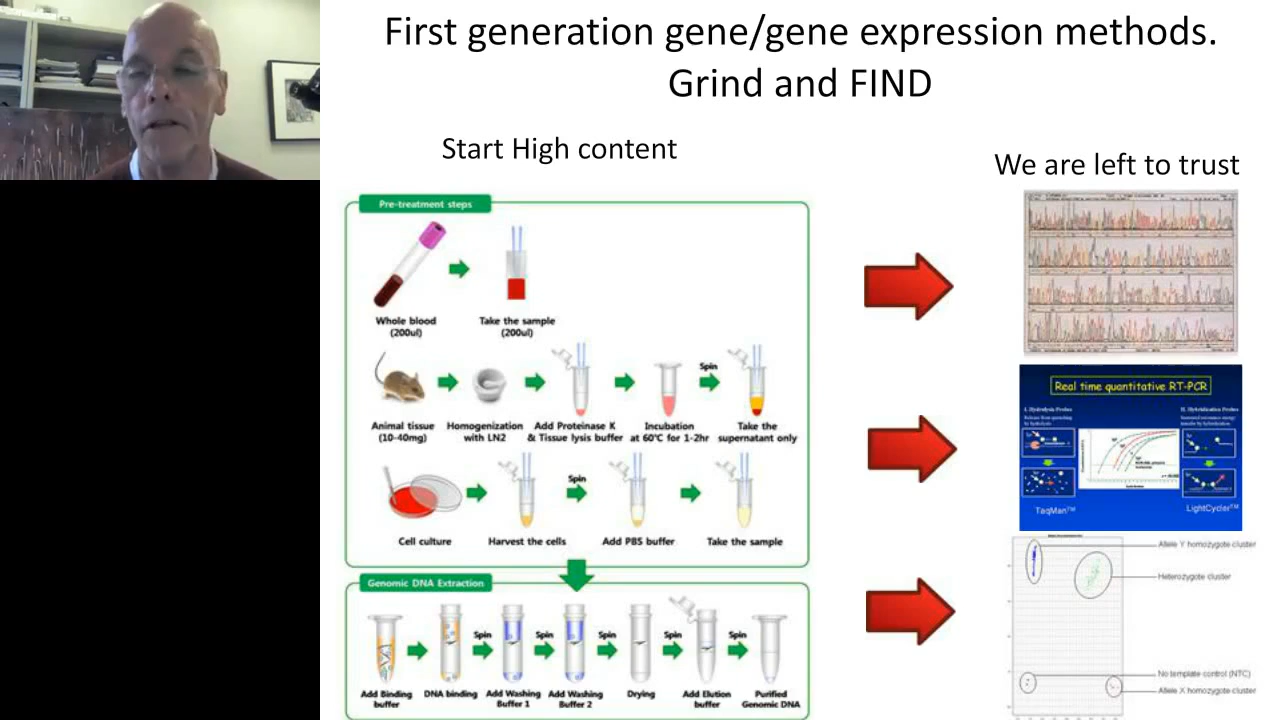 First generation gene/gene expression methods.
Grind and FIND
Start High content
We are left to trust
Pre-treatment steps
Whole blood
(200ul)
Take the sample
(200ul)
Animal tissue
(10-40mg)
Homogenization
with LN2
Add Proteinase K
& Tissue lysis buffer
Incubation
at 60℃ for 1-2hr
Spin
Take the
supernatant only
Cell culture
Harvest the cells
Spin
Add PBS buffer
Take the sample
Genomic DNA Extraction
Add Binding
buffer
DNA binding
Spin
Add Washing
Buffer 1
Spin
Add Washing
Buffer 2
Spin
Drying
Spin
Add Elution
buffer
Spin
Purified
Genomic DNA
Real time quantitative RT-PCR
I. Hydrolysis Probes
II. Hybridization Probes
TaqMan™
LightCycler™
Allele Y homozygote cluster
Heterozygote cluster
No template control (NTC)
Allele X homozygote cluster